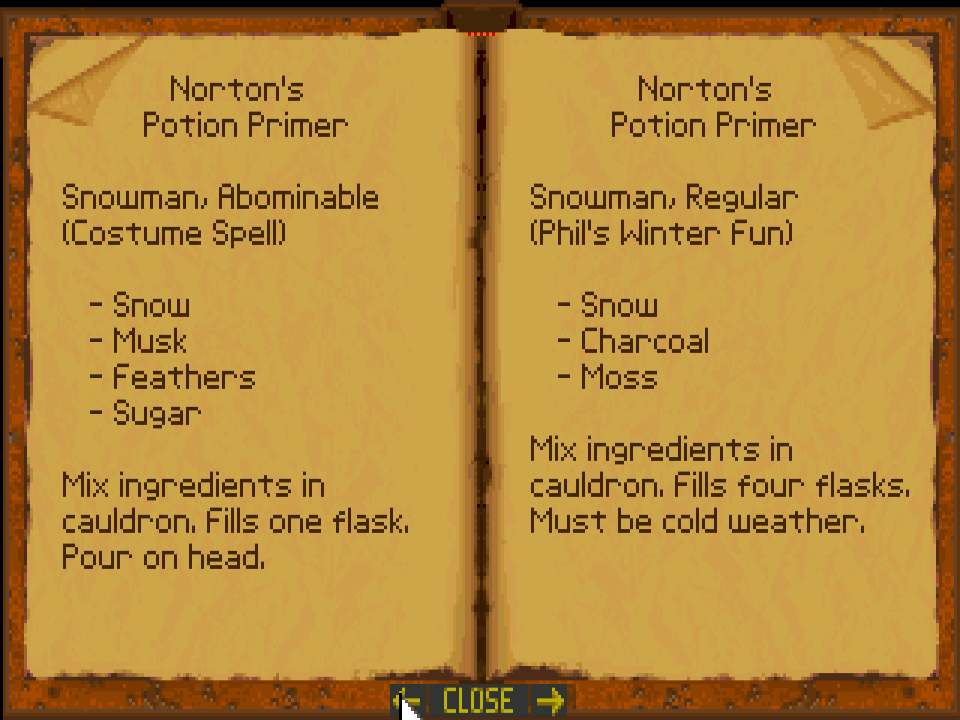 Norton's
Potion Primer
Snowman, Abominable
(Costume Spell)
- Snow
- Musk
- Feathers
- Sugar
Mix ingredients in
cauldron. Fills one flask.
Pour on head.
Norton's
Potion Primer
Snowman, Regular
(Phil's Winter Fun)
- Snow
- Charcoal
- Moss
Mix ingredients in
cauldron. Fills four flasks.
Must be cold weather.
CLOSE